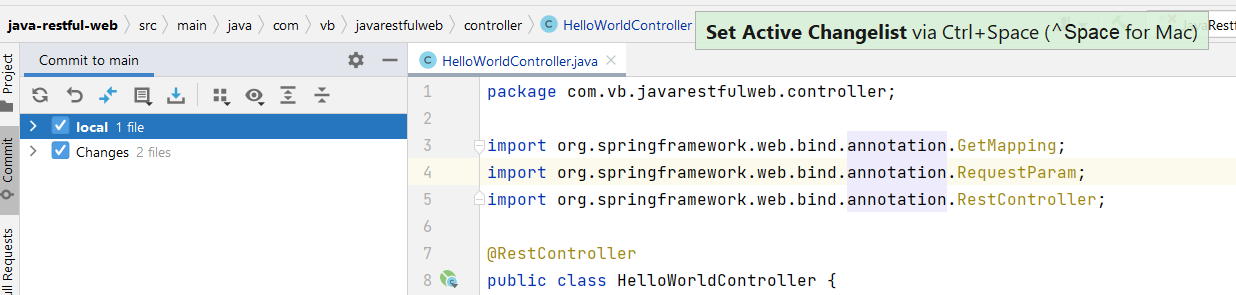 java-restful-web › src › main › java › com › vb › javarestfulweb › controller › HelloWorldController
Set Active Changelist via Ctrl+Space (^Space for Mac)
Project
Commit
ull Requests
Commit to main
local 1 file
Changes 2 files
HelloWorldController.java
1 package com.vb.javarestfulweb.controller;
2
3 import org.springframework.web.bind.annotation.GetMapping;
4 import org.springframework.web.bind.annotation.RequestParam;
5 import org.springframework.web.bind.annotation.RestController;
6
7 @RestController
8 public class HelloWorldController {